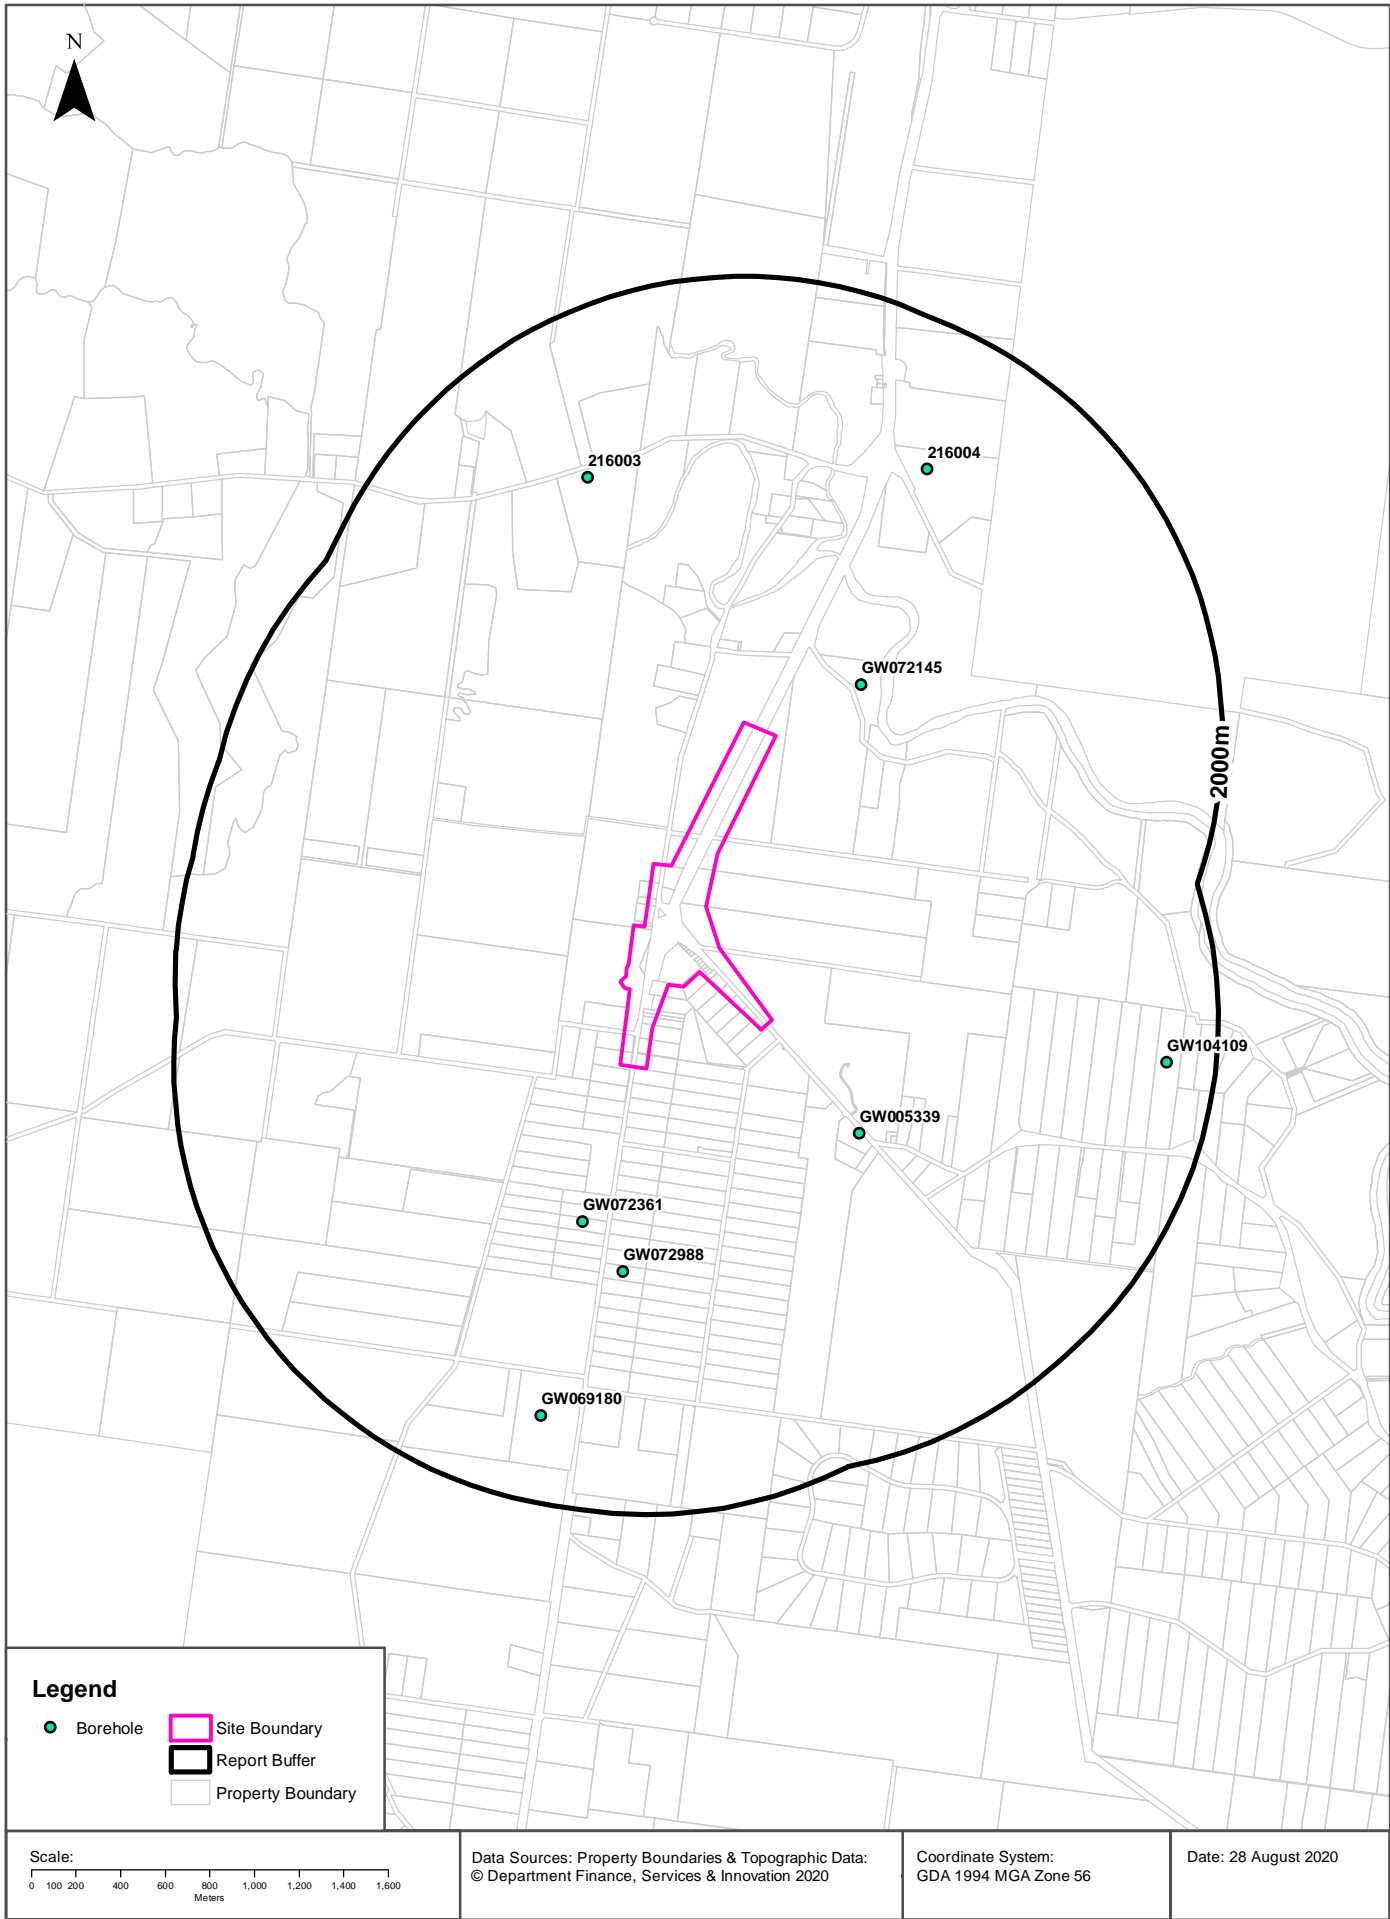 N
216003
216004
GW072145
2000m
GW104109
GW005339
GW072361
GW072988
GW069180
Legend
Borehole
Site Boundary
Report Buffer
Property Boundary
Scale:
0 100 200 400 600 800 1,000 1,200 1,400 1,600
Meters
Data Sources: Property Boundaries & Topographic Data:
© Department Finance, Services & Innovation 2020
Coordinate System:
GDA 1994 MGA Zone 56
Date: 28 August 2020